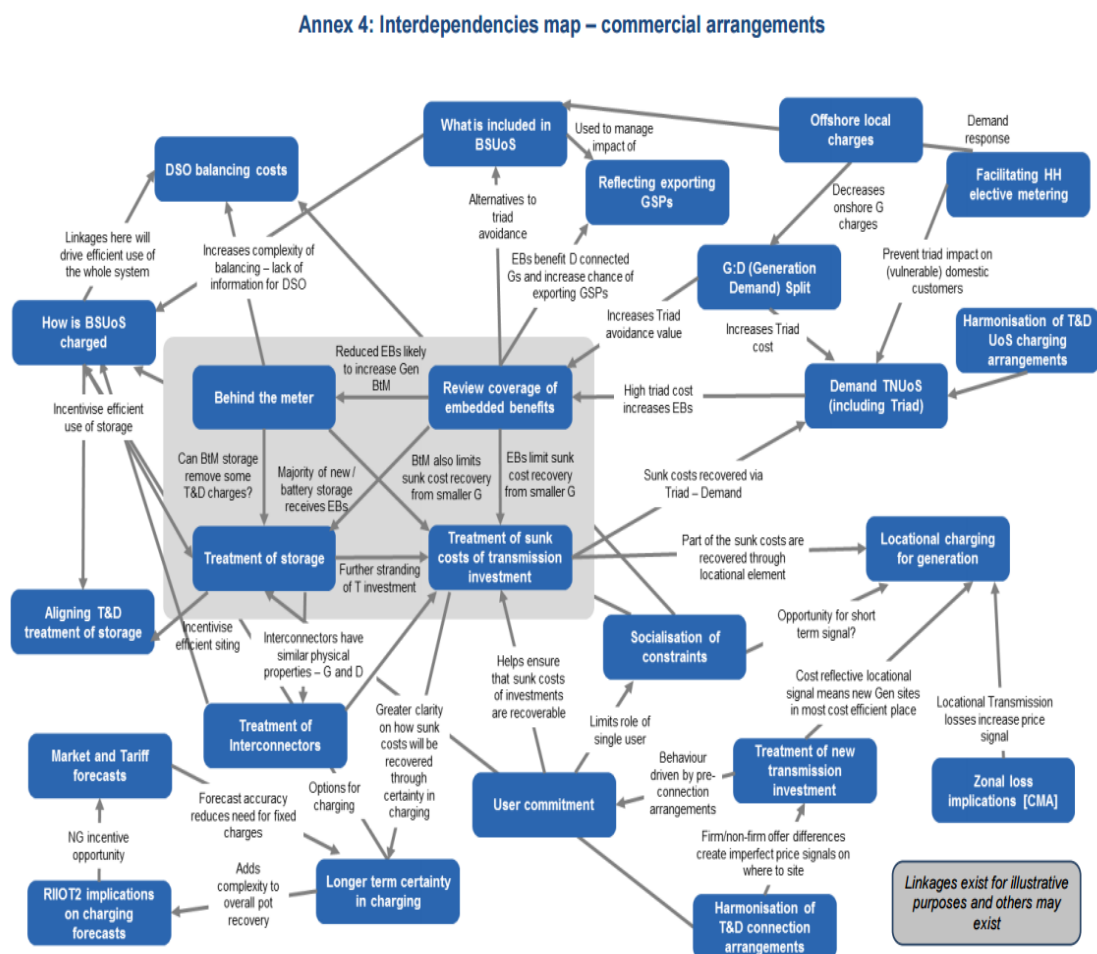 Annex 4: Interdependencies map – commercial arrangements
What is included in
BSUoS
Used to manage
impact of
Offshore local
charges
Demand
response
DSO balancing costs
Reflecting exporting
GSPs
Facilitating HH
elective metering
Alternatives to
triad
avoidance
Decreases
onshore G
charges
Linkages here will
drive efficient use of
the whole system
Increases complexity of
balancing – lack of
information for DSO
EBs benefit D connected
Gs and increase chance of
exporting GSPs
G:D (Generation
Demand) Split
Prevent triad impact on
(vulnerable) domestic
customers
How is BSUoS
charged
Increases Triad
avoidance value
Increases Triad
cost
Harmonisation of T&D
UoS charging
arrangements
Reduced EBs likely
to increase Gen
BtM
Behind the meter
Review coverage of
embedded benefits
High triad cost
increases EBs
Demand TNUoS
(including Triad)
Incentivise efficient
use of storage
Can BtM storage
remove some
T&D charges?
Majority of new /
battery storage
receives EBs
BtM also limits
sunk cost recovery
from smaller G
EBs limit sunk
cost recovery
from smaller G
Sunk costs recovered via
Triad – Demand
Treatment of storage
Further stranding
of T investment
Treatment of sunk
costs of transmission
investment
Part of the sunk costs are
recovered through
locational element
Locational charging
for generation
Aligning T&D
treatment of storage
Incentivise
efficient siting
Interconnectors have
similar physical
properties – G and D
Helps ensure
that sunk costs
of investments
are recoverable
Socialisation of
constraints
Opportunity for short
term signal?
Cost reflective locational
signal means new Gen sites
in most cost efficient place
Treatment of
Interconnectors
Greater clarity
on how sunk
costs will be
recovered
through
certainty in
charging
Limits role of
single user
Locational Transmission
losses increase price
signal
Market and Tariff
forecasts
Forecast accuracy
reduces need for fixed
charges
Options for
charging
User commitment
Behaviour
driven by pre-
connection
arrangements
Treatment of new
transmission
investment
Zonal loss
implications [CMA]
NG incentive
opportunity
Firm/non-firm offer differences
create imperfect price signals on
where to site
RIIOT2 implications
on charging
forecasts
Adds
complexity to
overall pot
recovery
Longer term certainty
in charging
Harmonisation of
T&D connection
arrangements
Linkages exist for illustrative
purposes and others may
exist